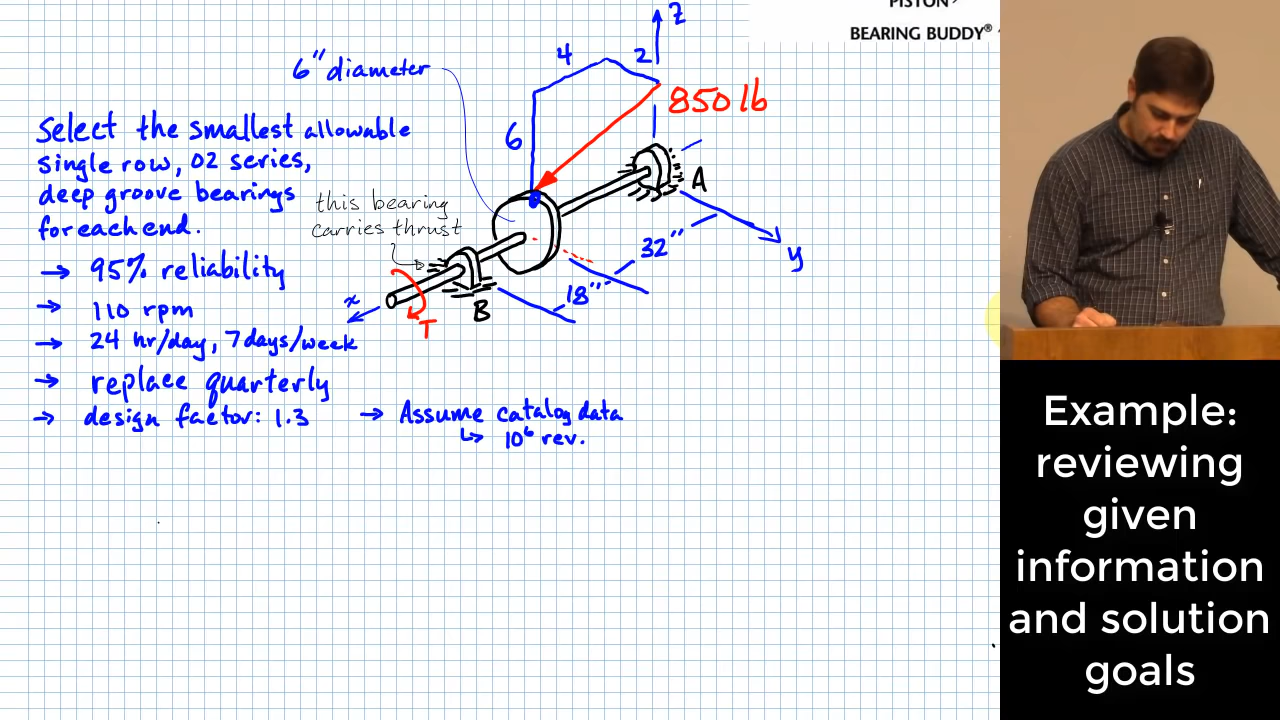 PISTON
BEARING BUDDY®
z
4
2
6" diameter
850 lb
Select the smallest allowable
single row, 02 series,
deep groove bearings
for each end.
6
this bearing
carries thrust
A
y
32"
18"
x
B
T
→ 95% reliability
→ 110 rpm
→ 24 hr/day, 7days/week
→ replace quarterly
→ design factor: 1.3
→ Assume catalog data
↳ 10⁶ rev.
Example:
reviewing
given
information
and solution
goals